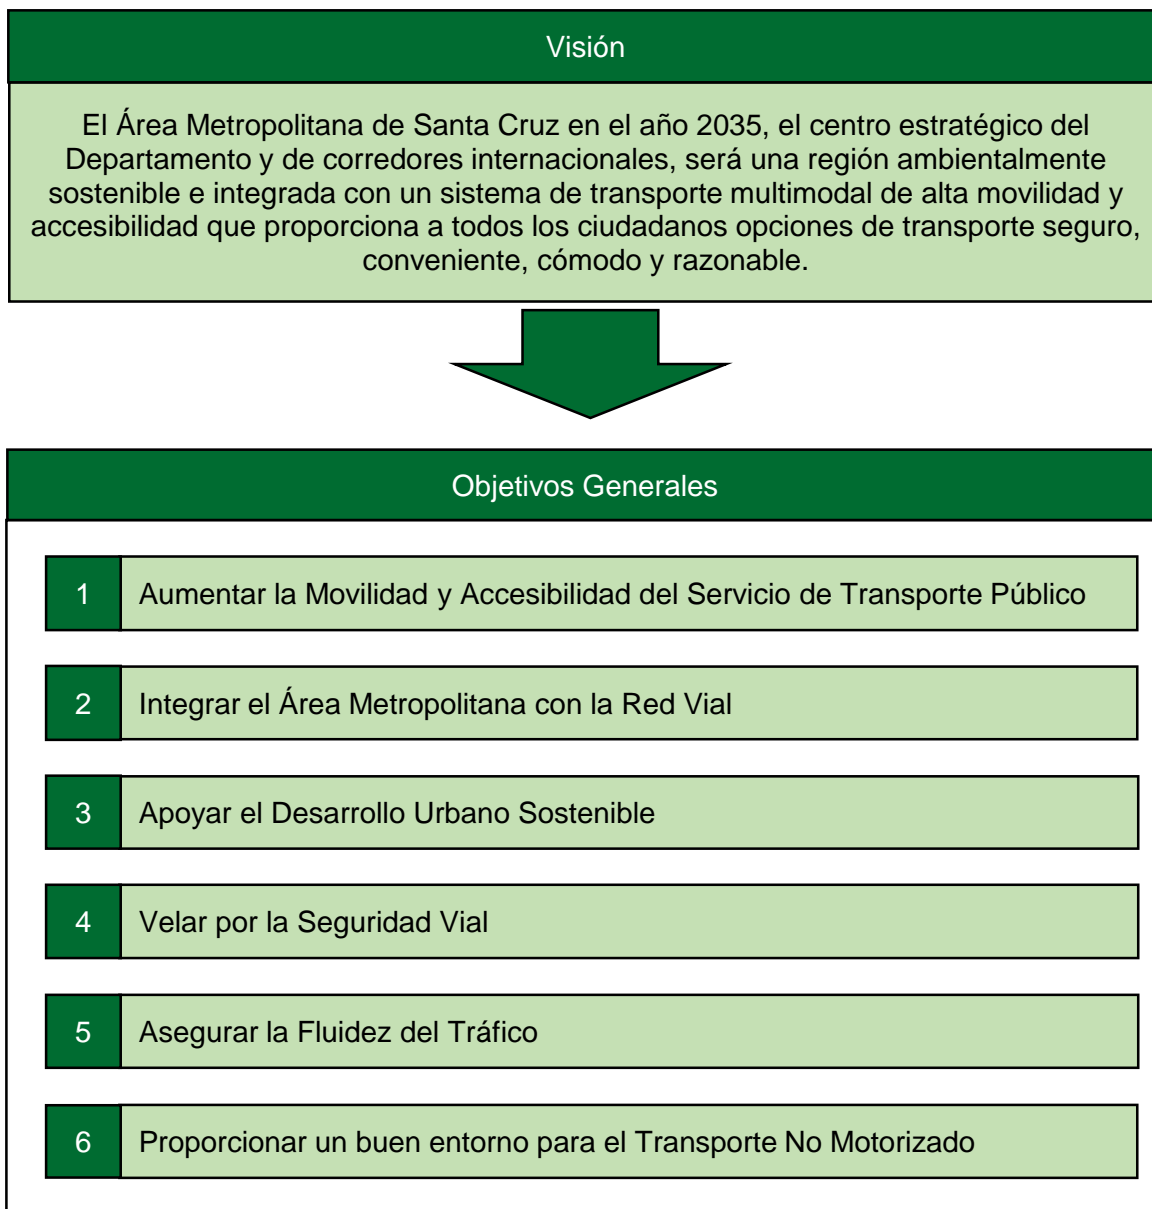 Visión
El Área Metropolitana de Santa Cruz en el año 2035, el centro estratégico del
Departamento y de corredores internacionales, será una región ambientalmente
sostenible e integrada con un sistema de transporte multimodal de alta movilidad y
accesibilidad que proporciona a todos los ciudadanos opciones de transporte seguro,
conveniente, cómodo y razonable.
Objetivos Generales
1 Aumentar la Movilidad y Accesibilidad del Servicio de Transporte Público
2 Integrar el Área Metropolitana con la Red Vial
3 Apoyar el Desarrollo Urbano Sostenible
4 Velar por la Seguridad Vial
5 Asegurar la Fluidez del Tráfico
6 Proporcionar un buen entorno para el Transporte No Motorizado